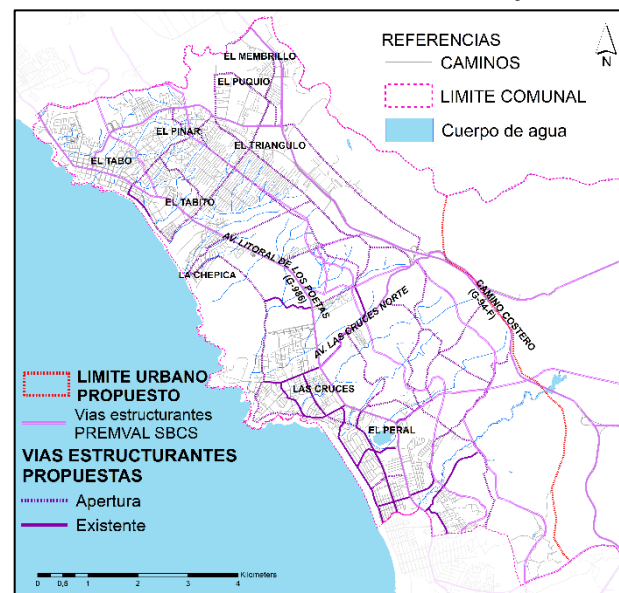 REFERENCIAS
CAMINOS
LIMITE COMUNAL
Cuerpo de agua
N
EL MEMBRILLO
EL PUQUIO
EL PINAR
EL TRIANGULO
EL TABO
EL TABITO
LA CHEPICA
AV. LITORAL DE LOS POETAS
(G-986)
AV. LAS CRUCES NORTE
CAMINO COSTERO
(G-94-F)
LAS CRUCES
EL PERAL
LIMITE URBANO
PROPUESTO
Vias estructurantes
PREMVAL SBCS
VIAS ESTRUCTURANTES
PROPUESTAS
Apertura
Existente
Kilometers
0 0,5 1 2 3 4